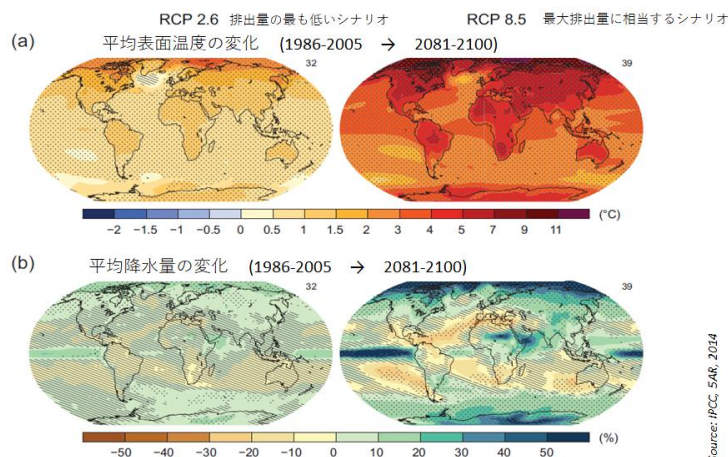 RCP 2.6 排出量の最も低いシナリオ RCP 8.5 最大排出量に相当するシナリオ
(a) 平均表面温度の変化 (1986-2005 → 2081-2100)
32 39
−2 −1.5 −1 −0.5 0 0.5 1 1.5 2 3 4 5 7 9 11 (°C)
(b) 平均降水量の変化 (1986-2005 → 2081-2100)
32 39
−50 −40 −30 −20 −10 0 10 20 30 40 50 (%)
Source: IPCC, 5AR, 2014